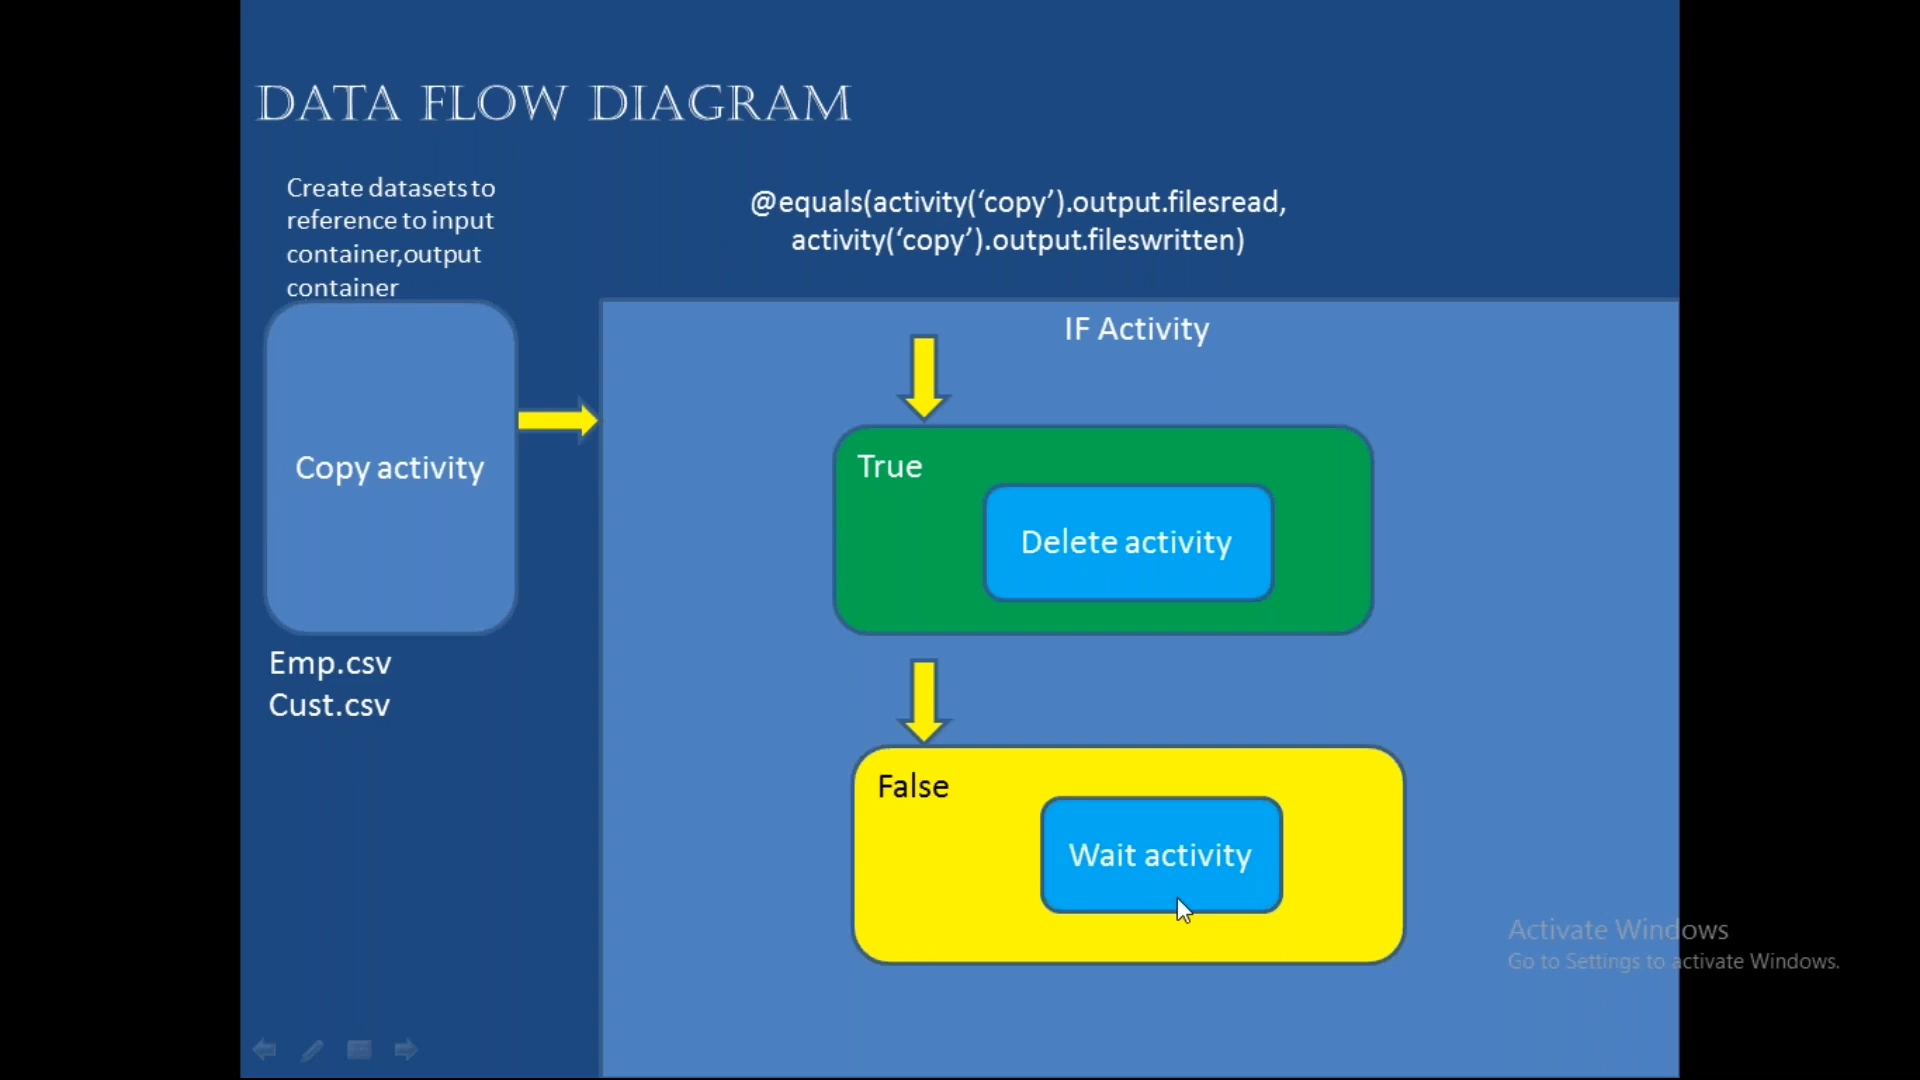 DATA FLOW DIAGRAM
Create datasets to
reference to input
container,output
container
@equals(activity(‘copy’).output.filesread,
activity(‘copy’).output.fileswritten)
IF Activity
Copy activity
True
Delete activity
Emp.csv
Cust.csv
False
Wait activity
Activate Windows
Go to Settings to activate Windows.